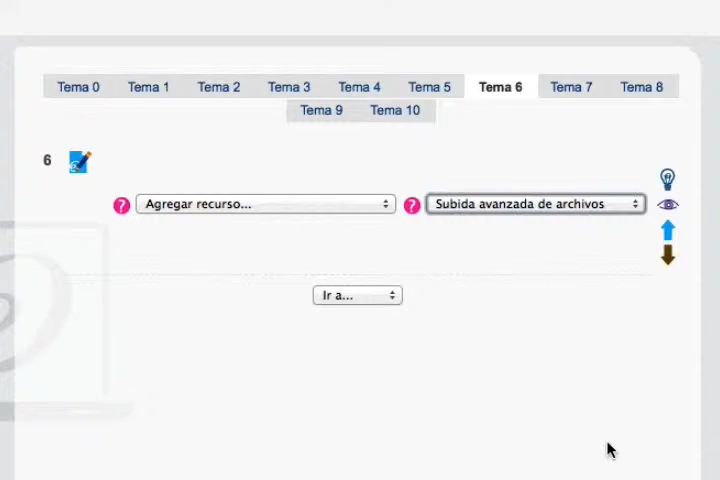 Tema 0 Tema 1 Tema 2 Tema 3 Tema 4 Tema 5 Tema 6 Tema 7 Tema 8
Tema 9 Tema 10
6
? Agregar recurso... ? Subida avanzada de archivos
Ir a...